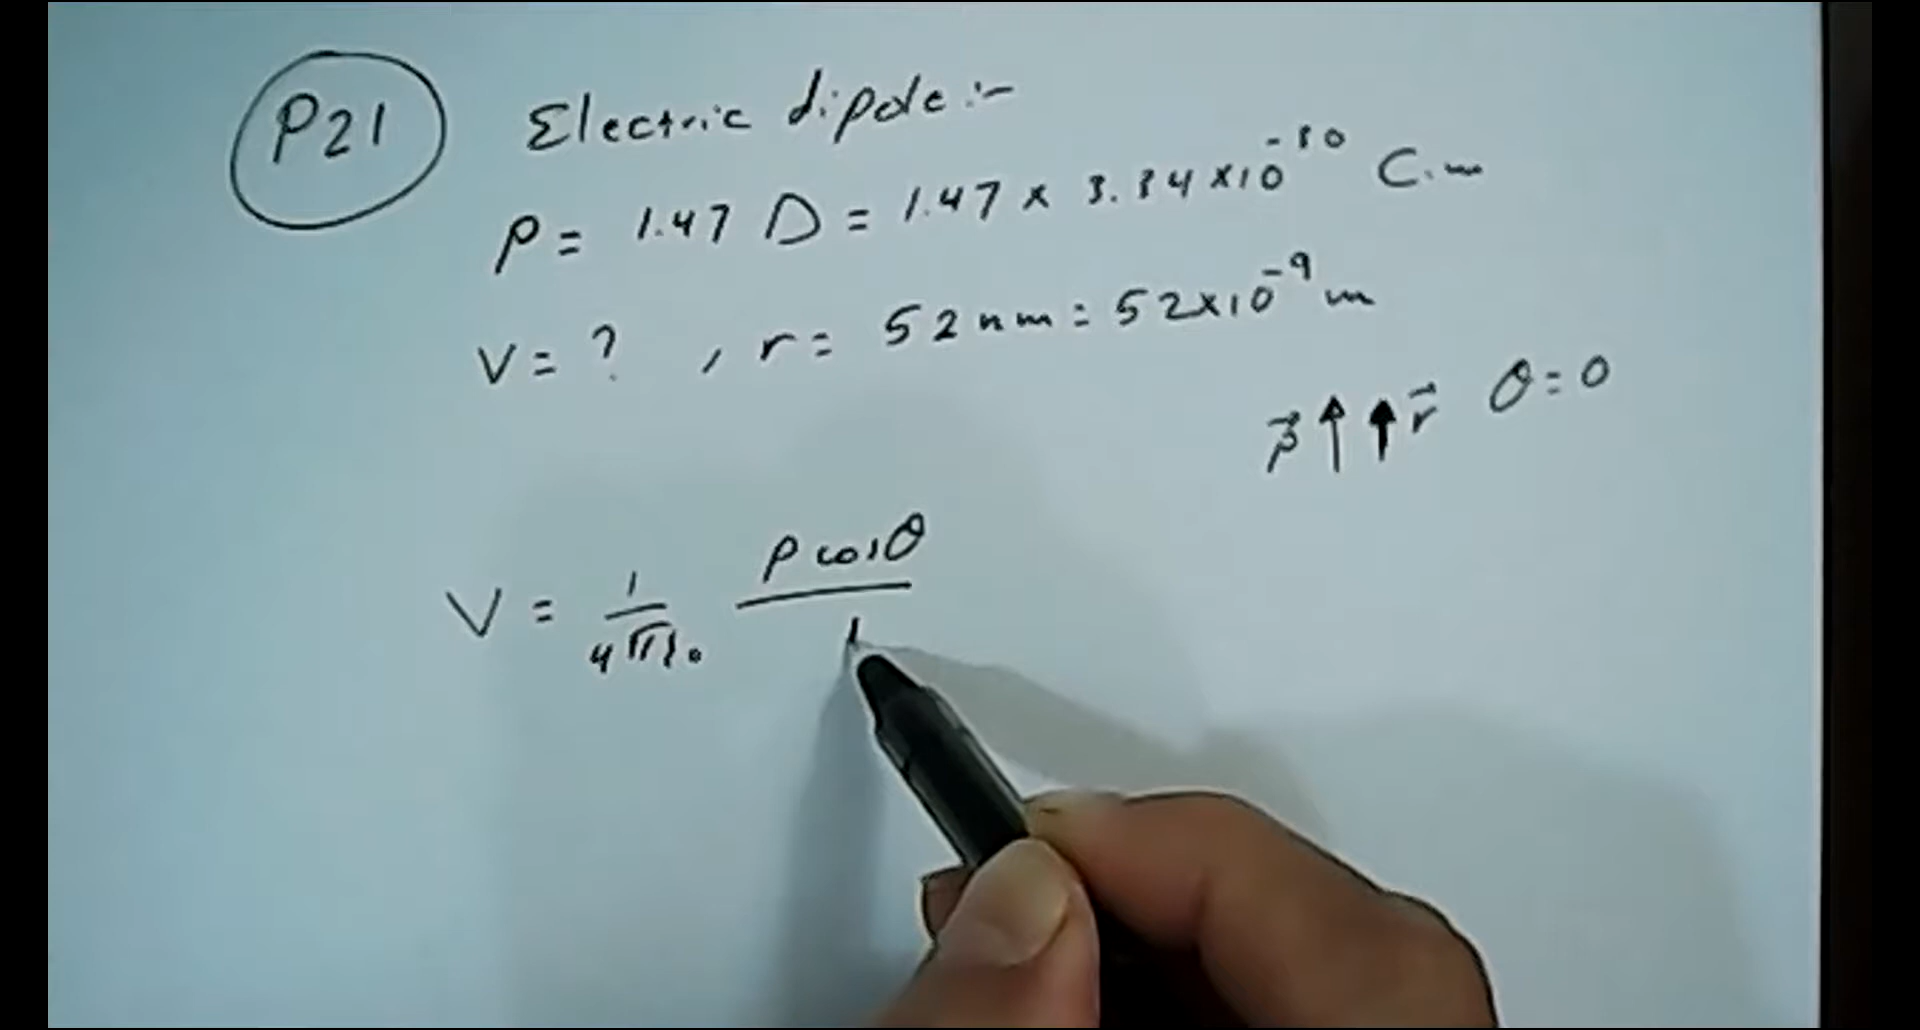 P21
Electric dipole :-
P = 1.47 D = 1.47 × 3.34 × 10⁻³⁰ C.m
V = ? , r = 52 nm = 52 × 10⁻⁹ m
p⃗ ↑ ↑ r⃗ θ = 0
V = 1/4πε₀ P cosθ/